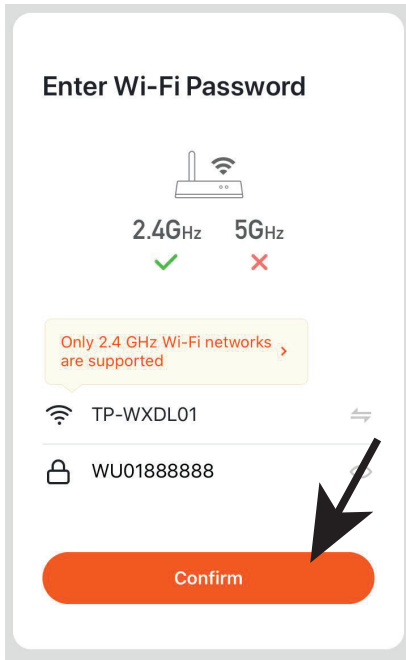 Enter Wi-Fi Password
2.4GHz 5GHz
Only 2.4 GHz Wi-Fi networks
are supported
TP-WXDL01
WU01888888
Confirm